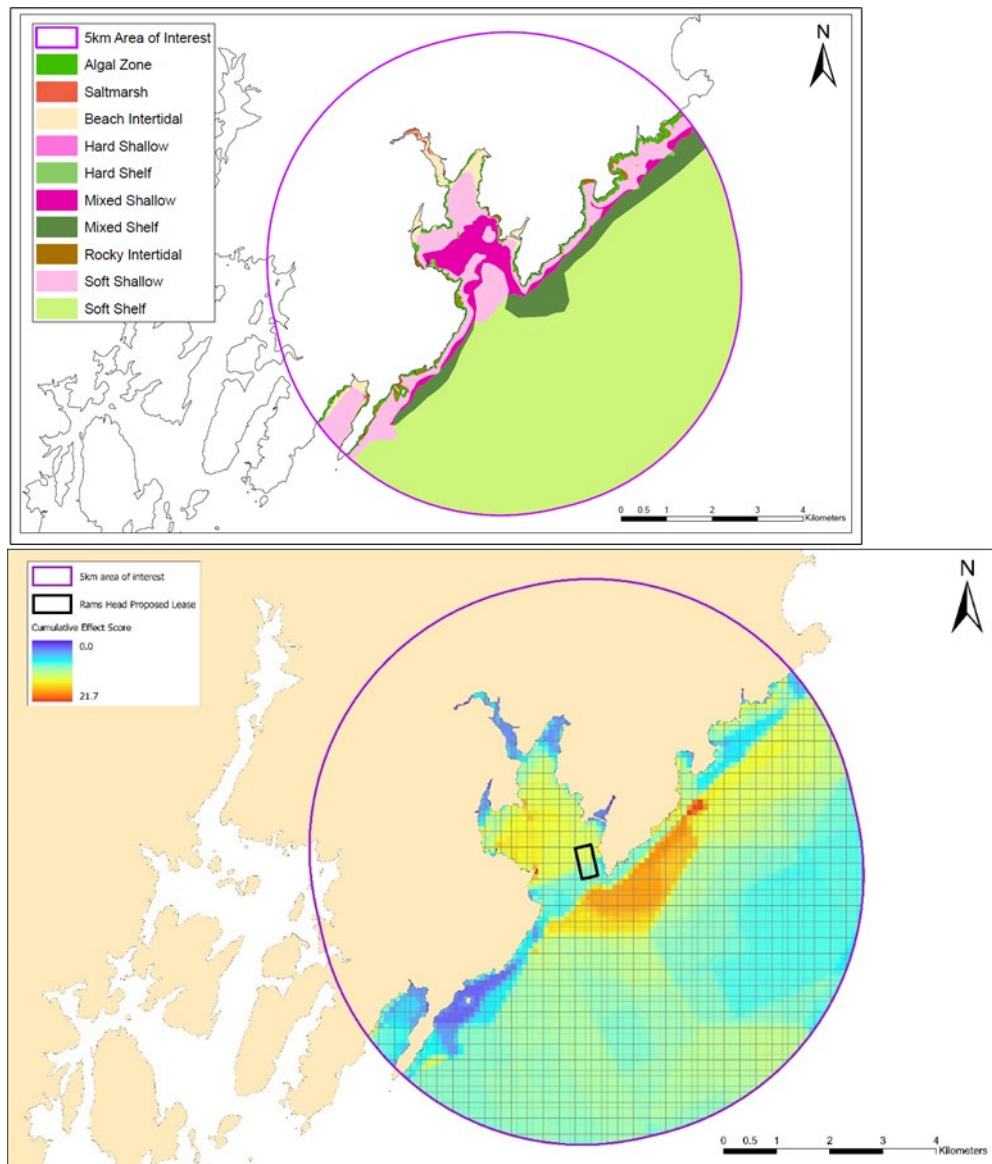 5km Area of Interest
Algal Zone
Saltmarsh
Beach Intertidal
Hard Shallow
Hard Shelf
Mixed Shallow
Mixed Shelf
Rocky Intertidal
Soft Shallow
Soft Shelf
N
0 0.5 1 2 3 4
Kilometers
5km area of interest
Rams Head Proposed Lease
Cumulative Effect Score
0.0
21.7
N
0 0.5 1 2 3 4
Kilometers